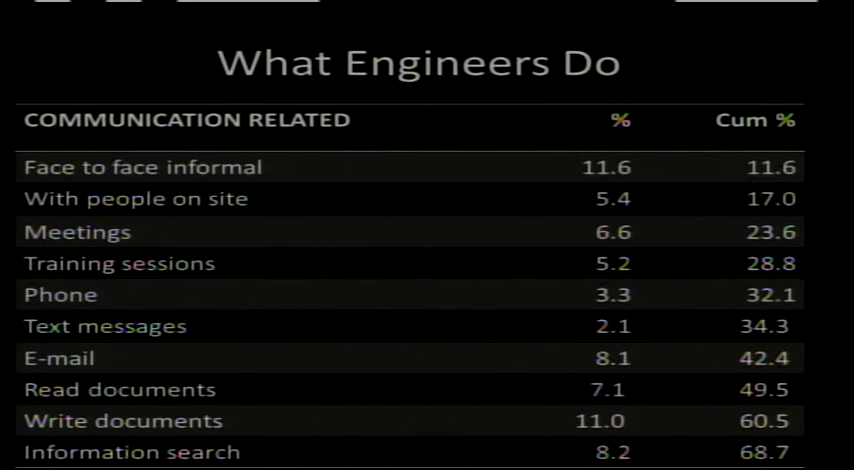 What Engineers Do
COMMUNICATION RELATED % Cum %
Face to face informal 11.6 11.6
With people on site 5.4 17.0
Meetings 6.6 23.6
Training sessions 5.2 28.8
Phone 3.3 32.1
Text messages 2.1 34.3
E-mail 8.1 42.4
Read documents 7.1 49.5
Write documents 11.0 60.5
Information search 8.2 68.7